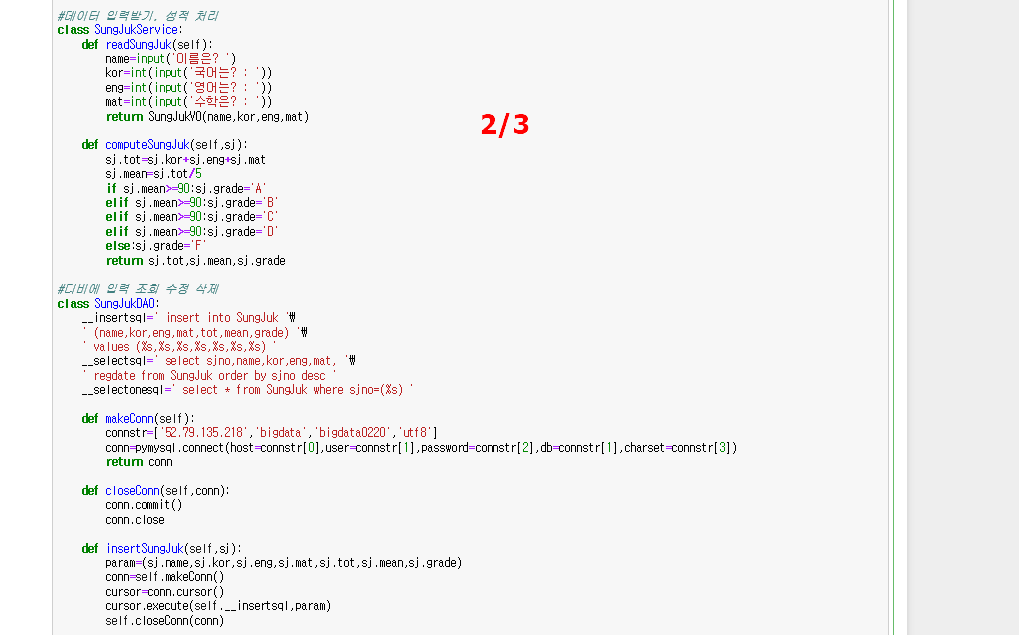 #데이터 입력받기, 성적 처리
class SungJukService:
    def readSungJuk(self):
        name=input('이름은? ')
        kor=int(input('국어는? : '))
        eng=int(input('영어는? : '))
        mat=int(input('수학은? : '))
        return SungJukVO(name,kor,eng,mat)
2/3
    def computeSungJuk(self,sj):
        sj.tot=sj.kor+sj.eng+sj.mat
        sj.mean=sj.tot/5
        if sj.mean>=90:sj.grade='A'
        elif sj.mean>=90:sj.grade='B'
        elif sj.mean>=90:sj.grade='C'
        elif sj.mean>=90:sj.grade='D'
        else:sj.grade='F'
        return sj.tot,sj.mean,sj.grade
#디비에 입력 조회 수정 삭제
class SungJukDAO:
    __insertsql=' insert into SungJuk '₩
    ' (name,kor,eng,mat,tot,mean,grade) '₩
    ' values (%s,%s,%s,%s,%s,%s,%s) '
    __selectsql=' select sjno,name,kor,eng,mat, '₩
    ' regdate from SungJuk order by sjno desc '
    __selectonesql=' select * from SungJuk where sjno=(%s) '
    def makeConn(self):
        connstr=['52.79.135.218','bigdata','bigdata0220','utf8']
        conn=pymysql.connect(host=connstr[0],user=connstr[1],password=connstr[2],db=connstr[1],charset=connstr[3])
        return conn
    def closeConn(self,conn):
        conn.commit()
        conn.close
    def insertSungJuk(self,sj):
        param=(sj.name,sj.kor,sj.eng,sj.mat,sj.tot,sj.mean,sj.grade)
        conn=self.makeConn()
        cursor=conn.cursor()
        cursor.execute(self.__insertsql,param)
        self.closeConn(conn)